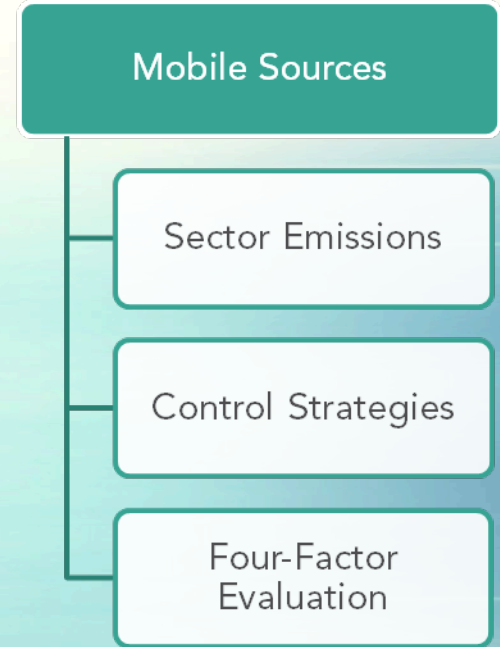 Mobile Sources
Sector Emissions
Control Strategies
Four-Factor
Evaluation